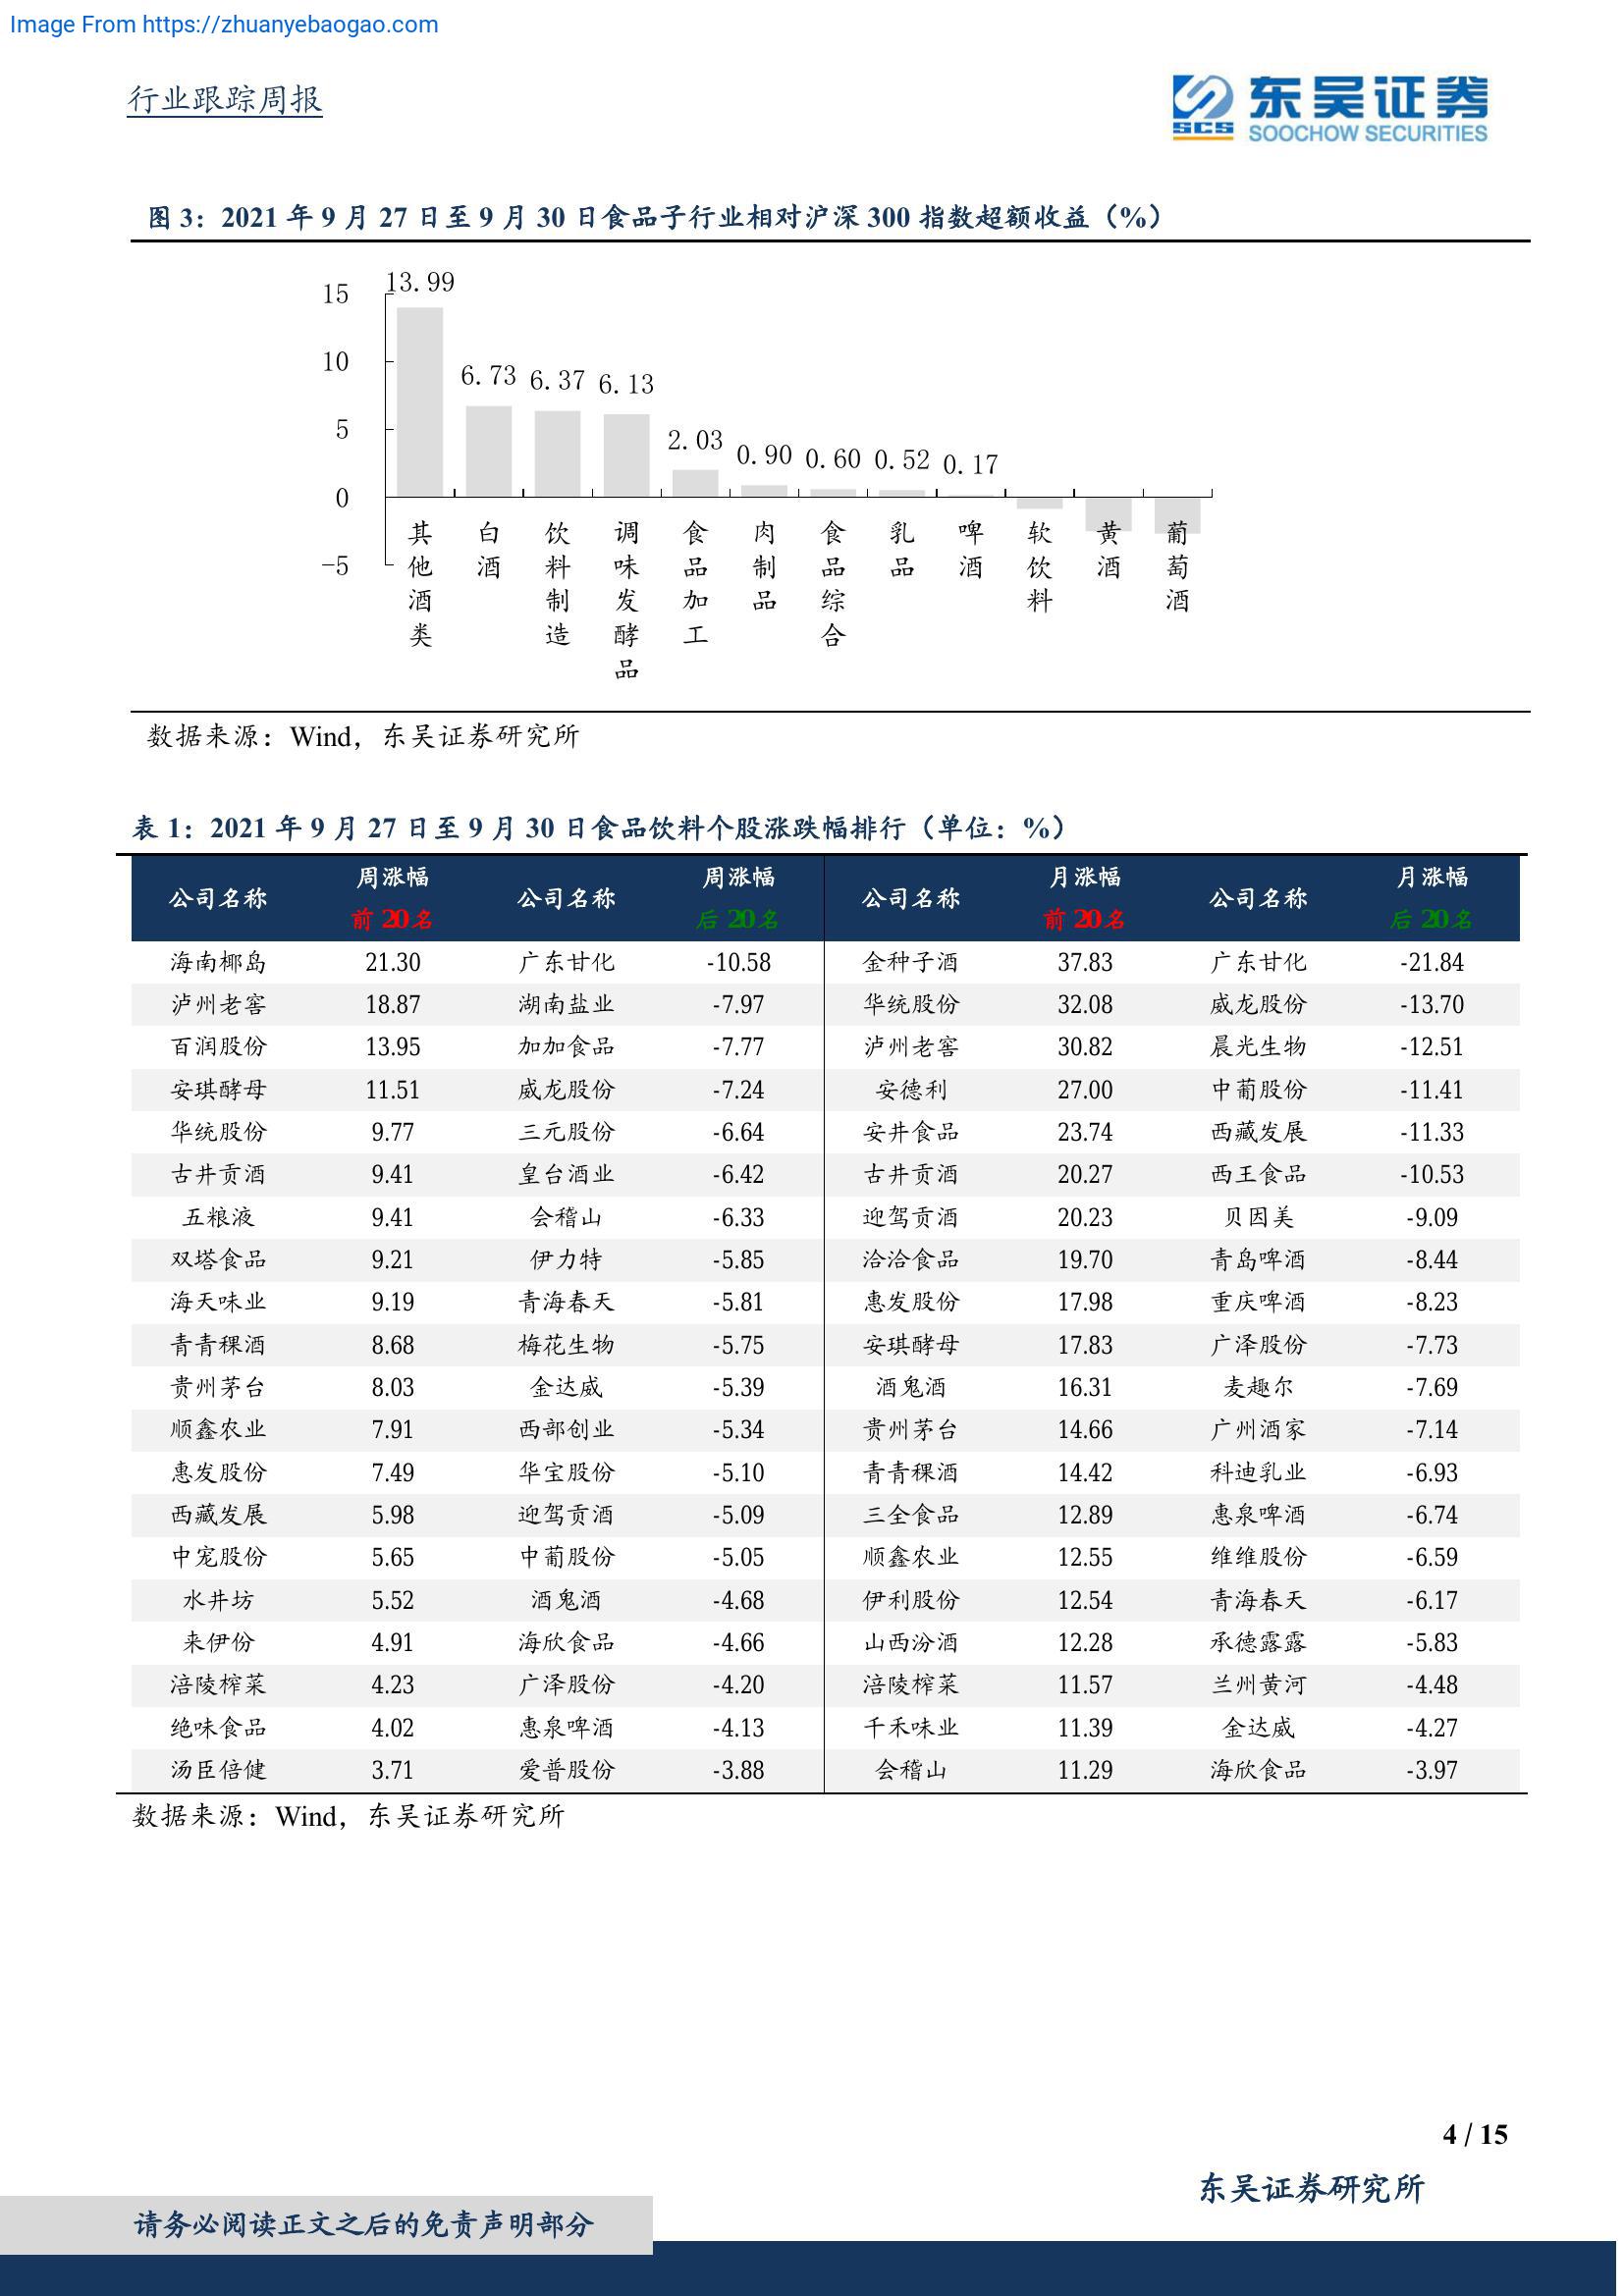 Image From https://zhuanyebaogao.com
行业跟踪周报
东吴证券
SCS
SOOCHOW SECURITIES
图 3：2021 年 9 月 27 日至 9 月 30 日食品子行业相对沪深 300 指数超额收益（%）
15
10
5
0
-5
13.99
6.73
6.37
6.13
2.03
0.90
0.60
0.52
0.17
其他酒类
白酒
饮料制造
调味发酵品
食品加工
肉制品
食品综合
乳品
啤酒
软饮料
黄酒
葡萄酒
数据来源：Wind，东吴证券研究所
表 1：2021 年 9 月 27 日至 9 月 30 日食品饮料个股涨跌幅排行（单位：%）
公司名称 周涨幅 前 20名 公司名称 周涨幅 后 20名 公司名称 月涨幅 前 20名 公司名称 月涨幅 后 20名
海南椰岛 21.30 广东甘化 -10.58 金种子酒 37.83 广东甘化 -21.84
泸州老窖 18.87 湖南盐业 -7.97 华统股份 32.08 威龙股份 -13.70
百润股份 13.95 加加食品 -7.77 泸州老窖 30.82 晨光生物 -12.51
安琪酵母 11.51 威龙股份 -7.24 安德利 27.00 中葡股份 -11.41
华统股份 9.77 三元股份 -6.64 安井食品 23.74 西藏发展 -11.33
古井贡酒 9.41 皇台酒业 -6.42 古井贡酒 20.27 西王食品 -10.53
五粮液 9.41 会稽山 -6.33 迎驾贡酒 20.23 贝因美 -9.09
双塔食品 9.21 伊力特 -5.85 洽洽食品 19.70 青岛啤酒 -8.44
海天味业 9.19 青海春天 -5.81 惠发股份 17.98 重庆啤酒 -8.23
青青稞酒 8.68 梅花生物 -5.75 安琪酵母 17.83 广泽股份 -7.73
贵州茅台 8.03 金达威 -5.39 酒鬼酒 16.31 麦趣尔 -7.69
顺鑫农业 7.91 西部创业 -5.34 贵州茅台 14.66 广州酒家 -7.14
惠发股份 7.49 华宝股份 -5.10 青青稞酒 14.42 科迪乳业 -6.93
西藏发展 5.98 迎驾贡酒 -5.09 三全食品 12.89 惠泉啤酒 -6.74
中宠股份 5.65 中葡股份 -5.05 顺鑫农业 12.55 维维股份 -6.59
水井坊 5.52 酒鬼酒 -4.68 伊利股份 12.54 青海春天 -6.17
来伊份 4.91 海欣食品 -4.66 山西汾酒 12.28 承德露露 -5.83
涪陵榨菜 4.23 广泽股份 -4.20 涪陵榨菜 11.57 兰州黄河 -4.48
绝味食品 4.02 惠泉啤酒 -4.13 千禾味业 11.39 金达威 -4.27
汤臣倍健 3.71 爱普股份 -3.88 会稽山 11.29 海欣食品 -3.97
数据来源：Wind，东吴证券研究所
4 / 15
东吴证券研究所
请务必阅读正文之后的免责声明部分